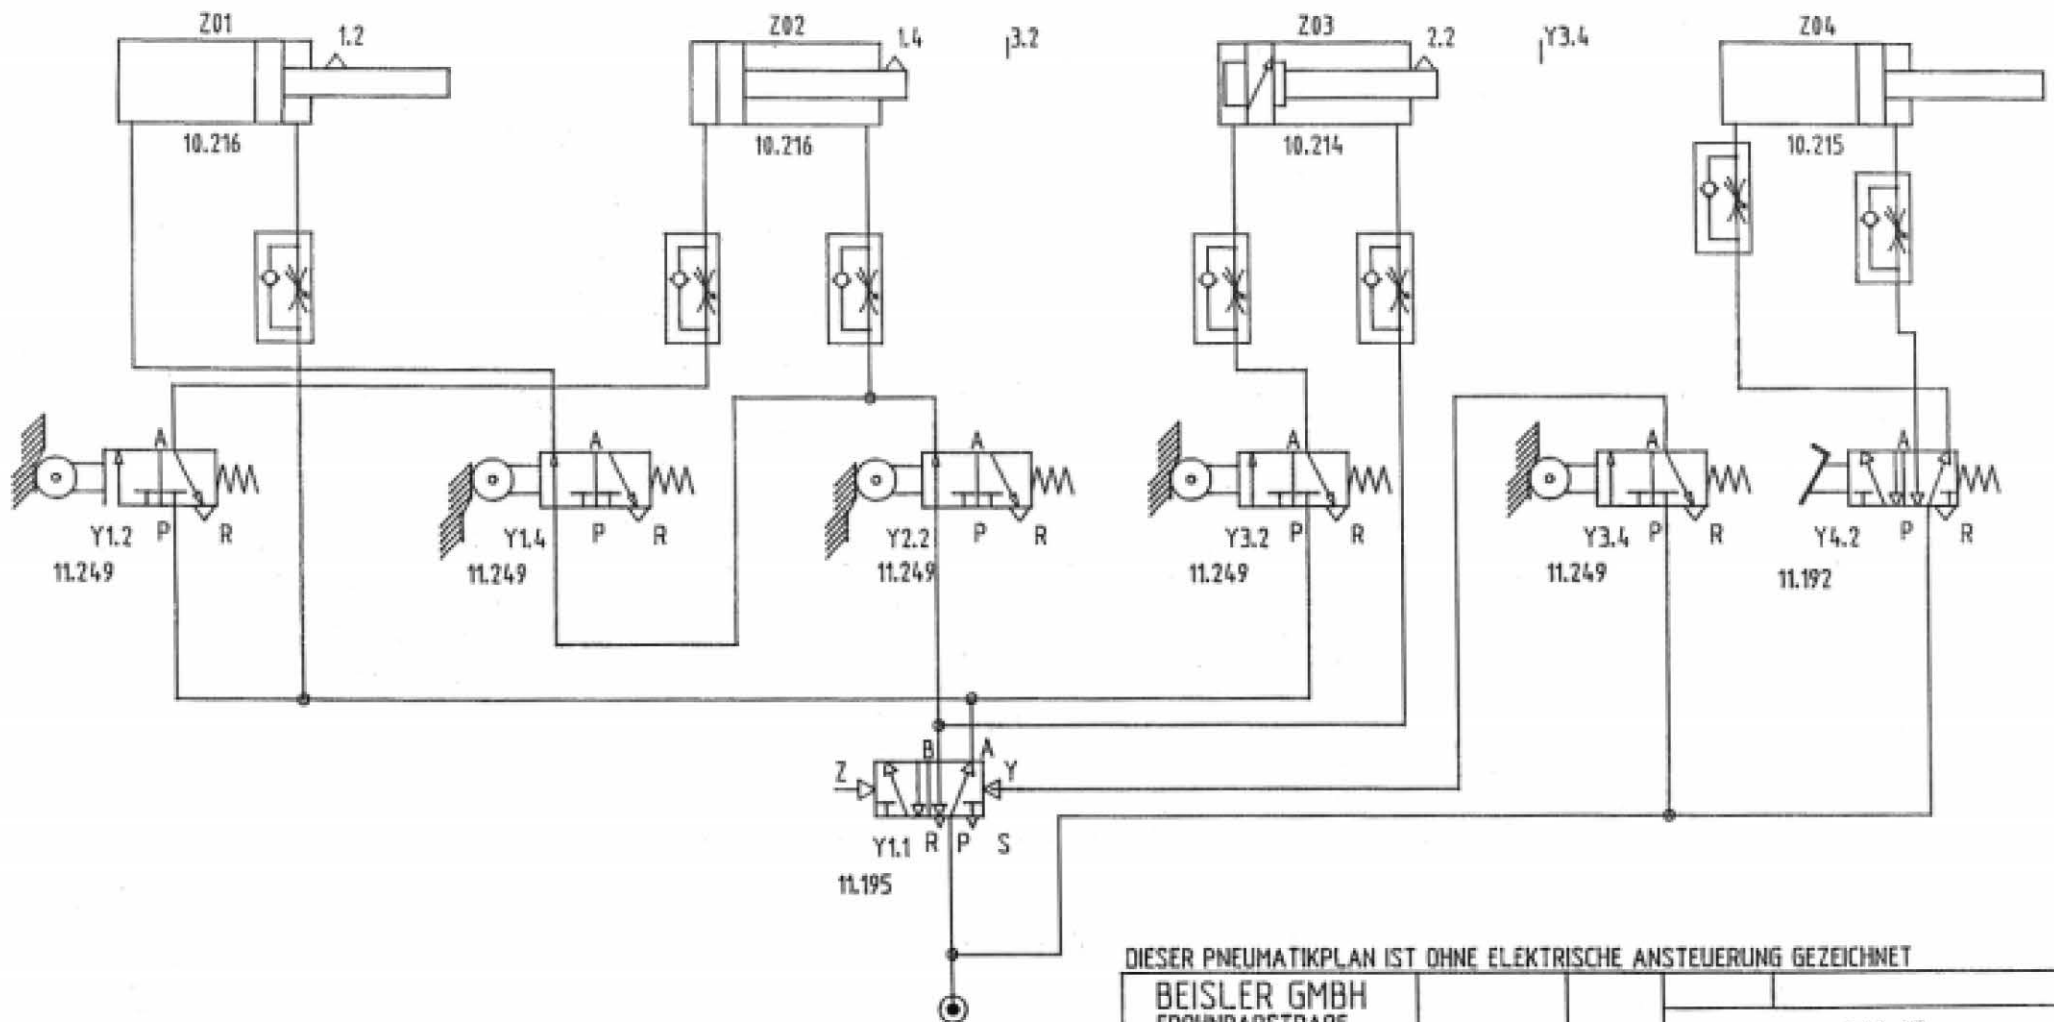 Z01
1.2
Z02
1.4
3.2
Z03
2.2
Y3.4
Z04
10.216
10.216
10.214
10.215
A
A
A
A
A
A
Y1.2 P R
Y1.4 P R
Y2.2 P R
Y3.2 P R
Y3.4 P R
Y4.2 P R
11.249
11.249
11.249
11.249
11.249
11.192
B A
Z Y
Y1.1 R P S
11.195
DIESER PNEUMATIKPLAN IST OHNE ELEKTRISCHE ANSTEUERUNG GEZEICHNET
BEISLER GMBH